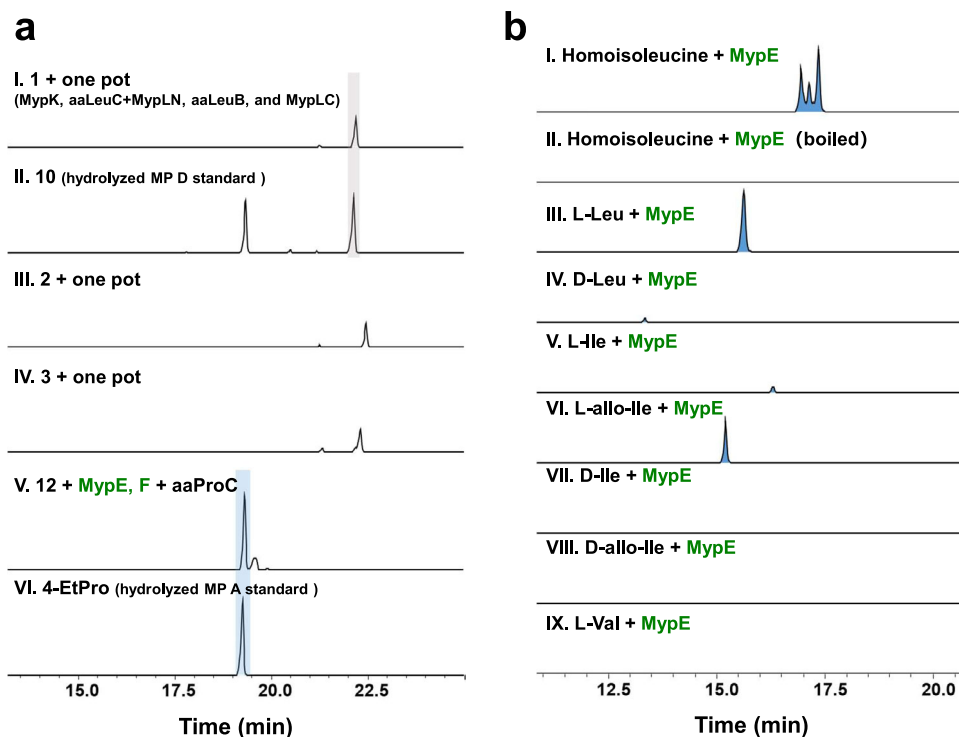 a
I. 1 + one pot
(MypK, aaLeuC+MypLN, aaLeuB, and MypLC)
II. 10 (hydrolyzed MP D standard )
III. 2 + one pot
IV. 3 + one pot
V. 12 + MypE, F + aaProC
VI. 4-EtPro (hydrolyzed MP A standard )
15.0 17.5 20.0 22.5
Time (min)
b
I. Homoisoleucine + MypE
II. Homoisoleucine + MypE (boiled)
III. L-Leu + MypE
IV. D-Leu + MypE
V. L-Ile + MypE
VI. L-allo-Ile + MypE
VII. D-Ile + MypE
VIII. D-allo-Ile + MypE
IX. L-Val + MypE
12.5 15.0 17.5 20.0
Time (min)